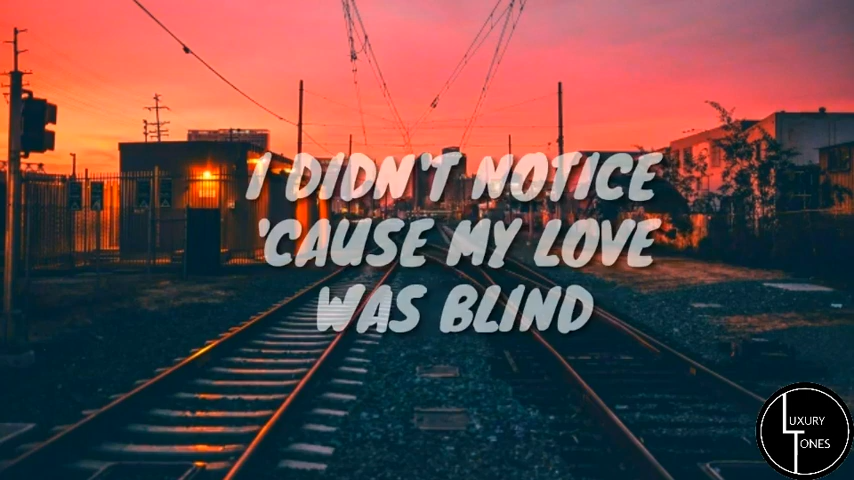 I DIDN'T NOTICE
'CAUSE MY LOVE
WAS BLIND
LUXURY
TONES